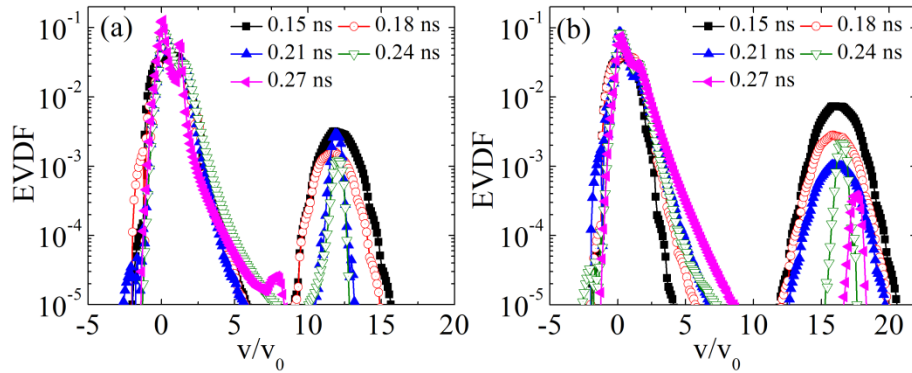 (a)
0.15 ns 0.18 ns
0.21 ns 0.24 ns
0.27 ns
EVDF
10⁻¹
10⁻²
10⁻³
10⁻⁴
10⁻⁵
-5 0 5 10 15 20
v/v₀
(b)
0.15 ns 0.18 ns
0.21 ns 0.24 ns
0.27 ns
EVDF
10⁻¹
10⁻²
10⁻³
10⁻⁴
10⁻⁵
-5 0 5 10 15 20
v/v₀